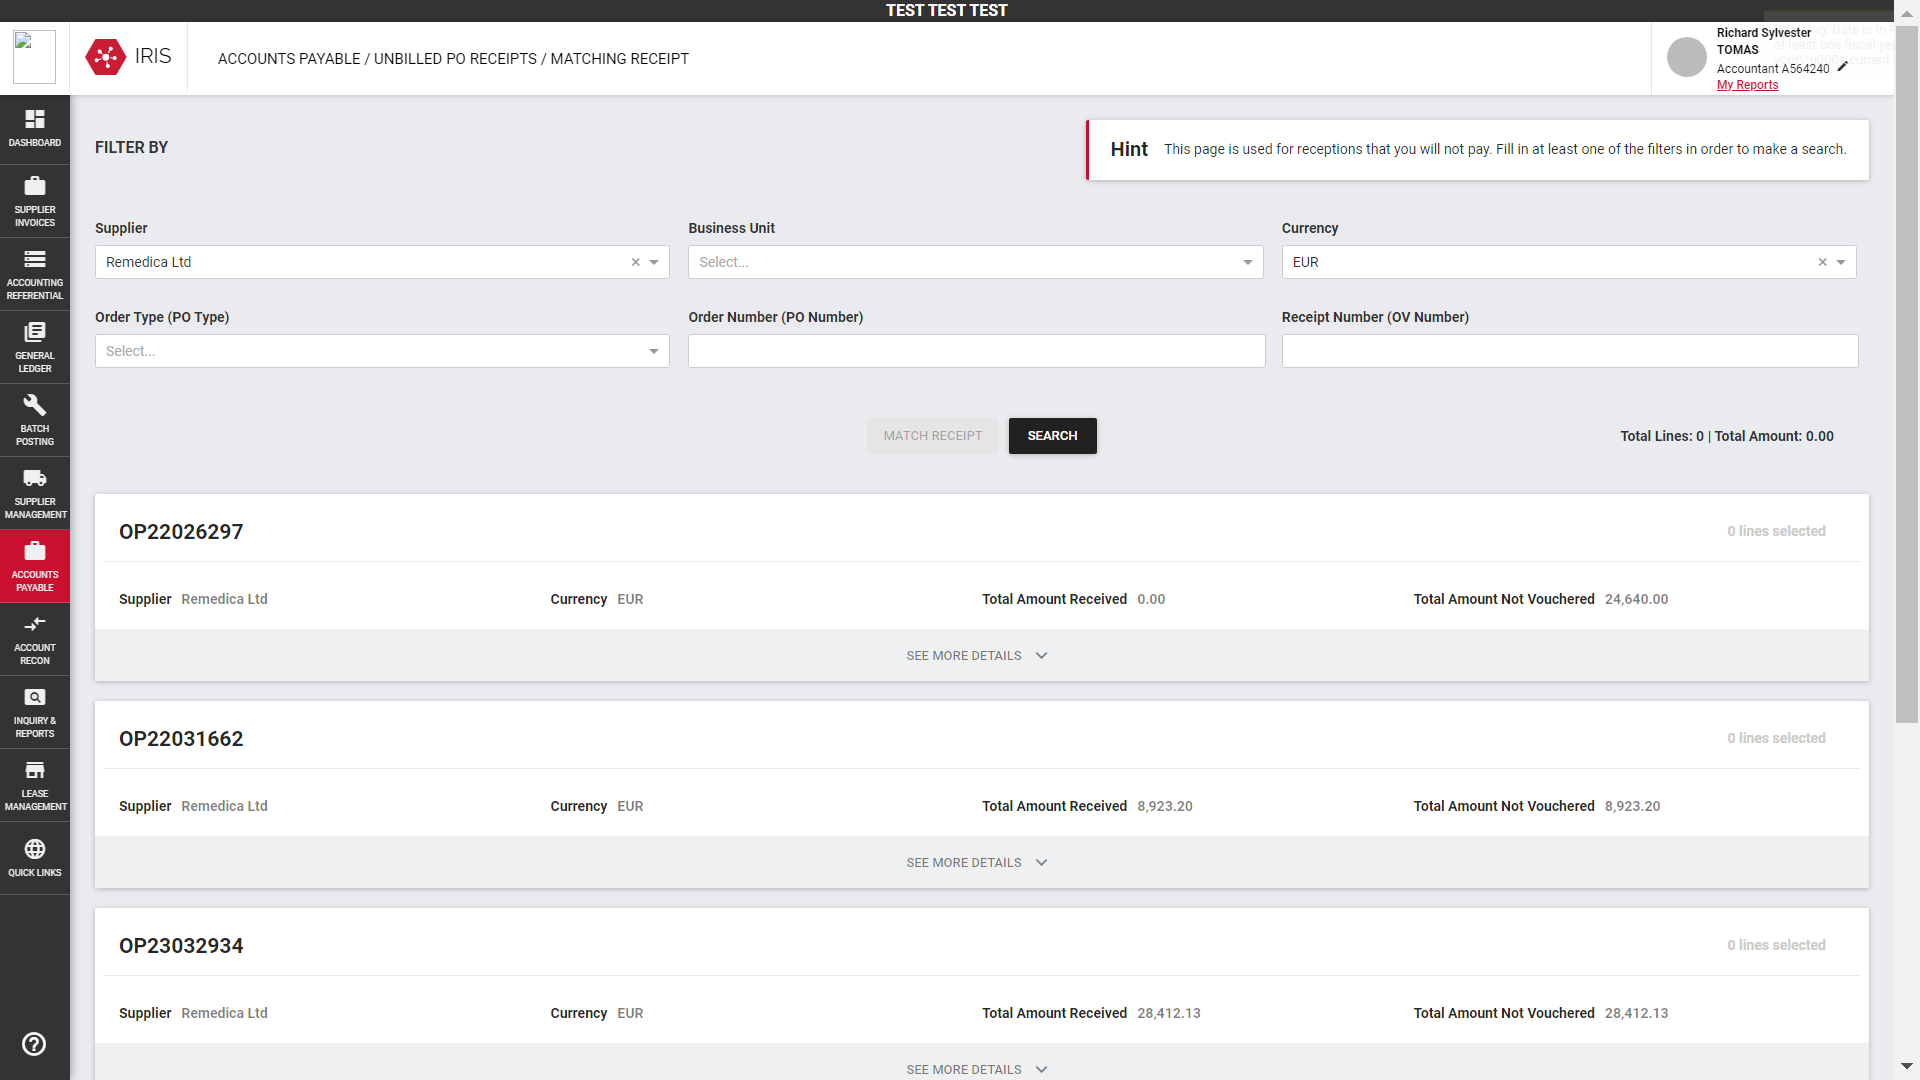 TEST TEST TEST
IRIS
ACCOUNTS PAYABLE / UNBILLED PO RECEIPTS / MATCHING RECEIPT
Richard Sylvester
TOMAS
Accountant A564240
My Reports
DASHBOARD
SUPPLIER
INVOICES
ACCOUNTING
REFERENTIAL
GENERAL
LEDGER
BATCH
POSTING
SUPPLIER
MANAGEMENT
ACCOUNTS
PAYABLE
ACCOUNT
RECON
INQUIRY &
REPORTS
LEASE
MANAGEMENT
QUICK LINKS
FILTER BY
Hint This page is used for receptions that you will not pay. Fill in at least one of the filters in order to make a search.
Supplier Business Unit Currency
Remedica Ltd Select... EUR
Order Type (PO Type) Order Number (PO Number) Receipt Number (OV Number)
Select...
MATCH RECEIPT SEARCH Total Lines: 0 | Total Amount: 0.00
OP22026297 0 lines selected
Supplier Remedica Ltd Currency EUR Total Amount Received 0.00 Total Amount Not Vouchered 24,640.00
SEE MORE DETAILS
OP22031662 0 lines selected
Supplier Remedica Ltd Currency EUR Total Amount Received 8,923.20 Total Amount Not Vouchered 8,923.20
SEE MORE DETAILS
OP23032934 0 lines selected
Supplier Remedica Ltd Currency EUR Total Amount Received 28,412.13 Total Amount Not Vouchered 28,412.13
SEE MORE DETAILS